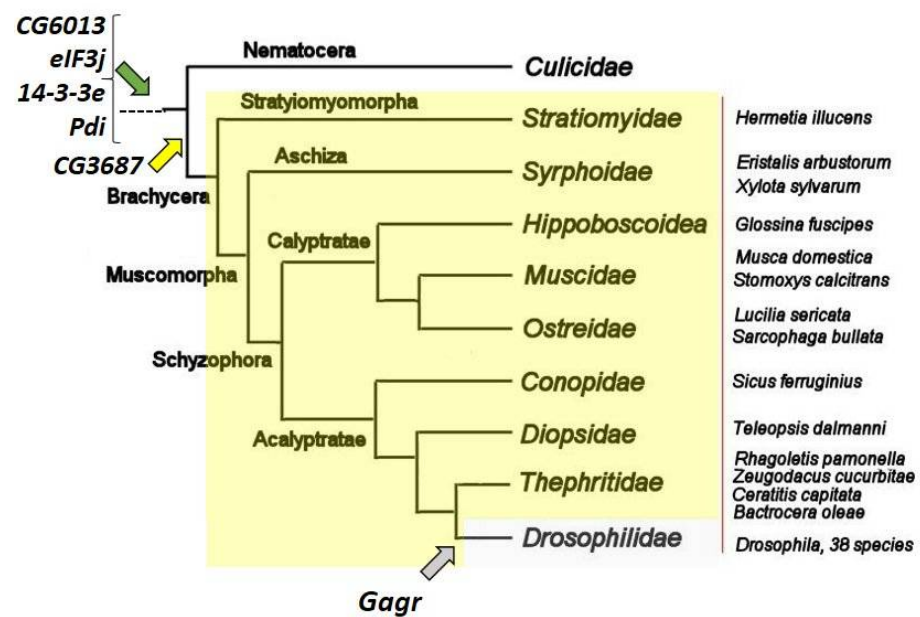 CG6013
eIF3j
14-3-3e
Pdi
CG3687
Nematocera
Culicidae
Stratyiomyomorpha
Stratiomyidae
Hermetia illucens
Brachycera
Aschiza
Syrphoidae
Eristalis arbustorum
Xylota sylvarum
Calyptratae
Hippoboscoidea
Glossina fuscipes
Muscomorpha
Muscidae
Musca domestica
Stomoxys calcitrans
Ostreidae
Lucilia sericata
Sarcophaga bullata
Schyzophora
Conopidae
Sicus ferruginius
Acalyptratae
Diopsidae
Teleopsis dalmanni
Thephritidae
Rhagoletis pamonella
Zeugodacus cucurbitae
Ceratitis capitata
Bactrocera oleae
Drosophilidae
Drosophila, 38 species
Gagr